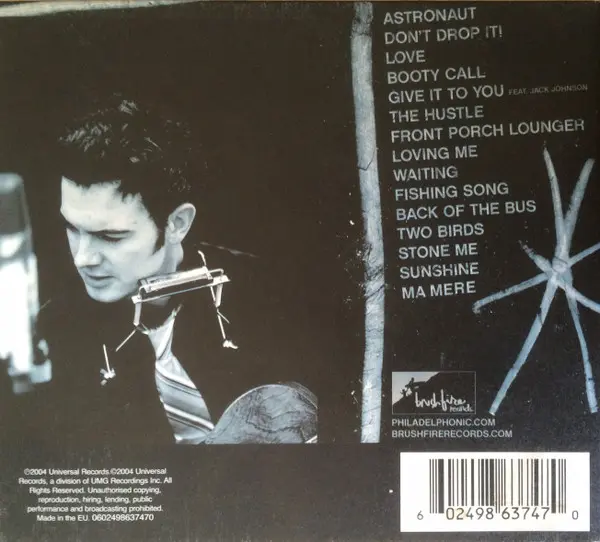 ASTRONAUT
DON'T DROP IT!
LOVE
BOOTY CALL
GIVE IT TO YOU FEAT. JACK JOHNSON
THE HUSTLE
FRONT PORCH LOUNGER
LOVING ME
WAITING
FISHING SONG
BACK OF THE BUS
TWO BIRDS
STONE ME
SUNSHINE
MA MERE
brushfire
records
PHILADELPHONIC.COM
BRUSHFIRERECORDS.COM
℗2004 Universal Records.©2004 Universal
Records, a division of UMG Recordings Inc. All
Rights Reserved. Unauthorised copying,
reproduction, hiring, lending, public
performance and broadcasting prohibited.
Made in the EU. 0602498637470
6 02498 63747 0